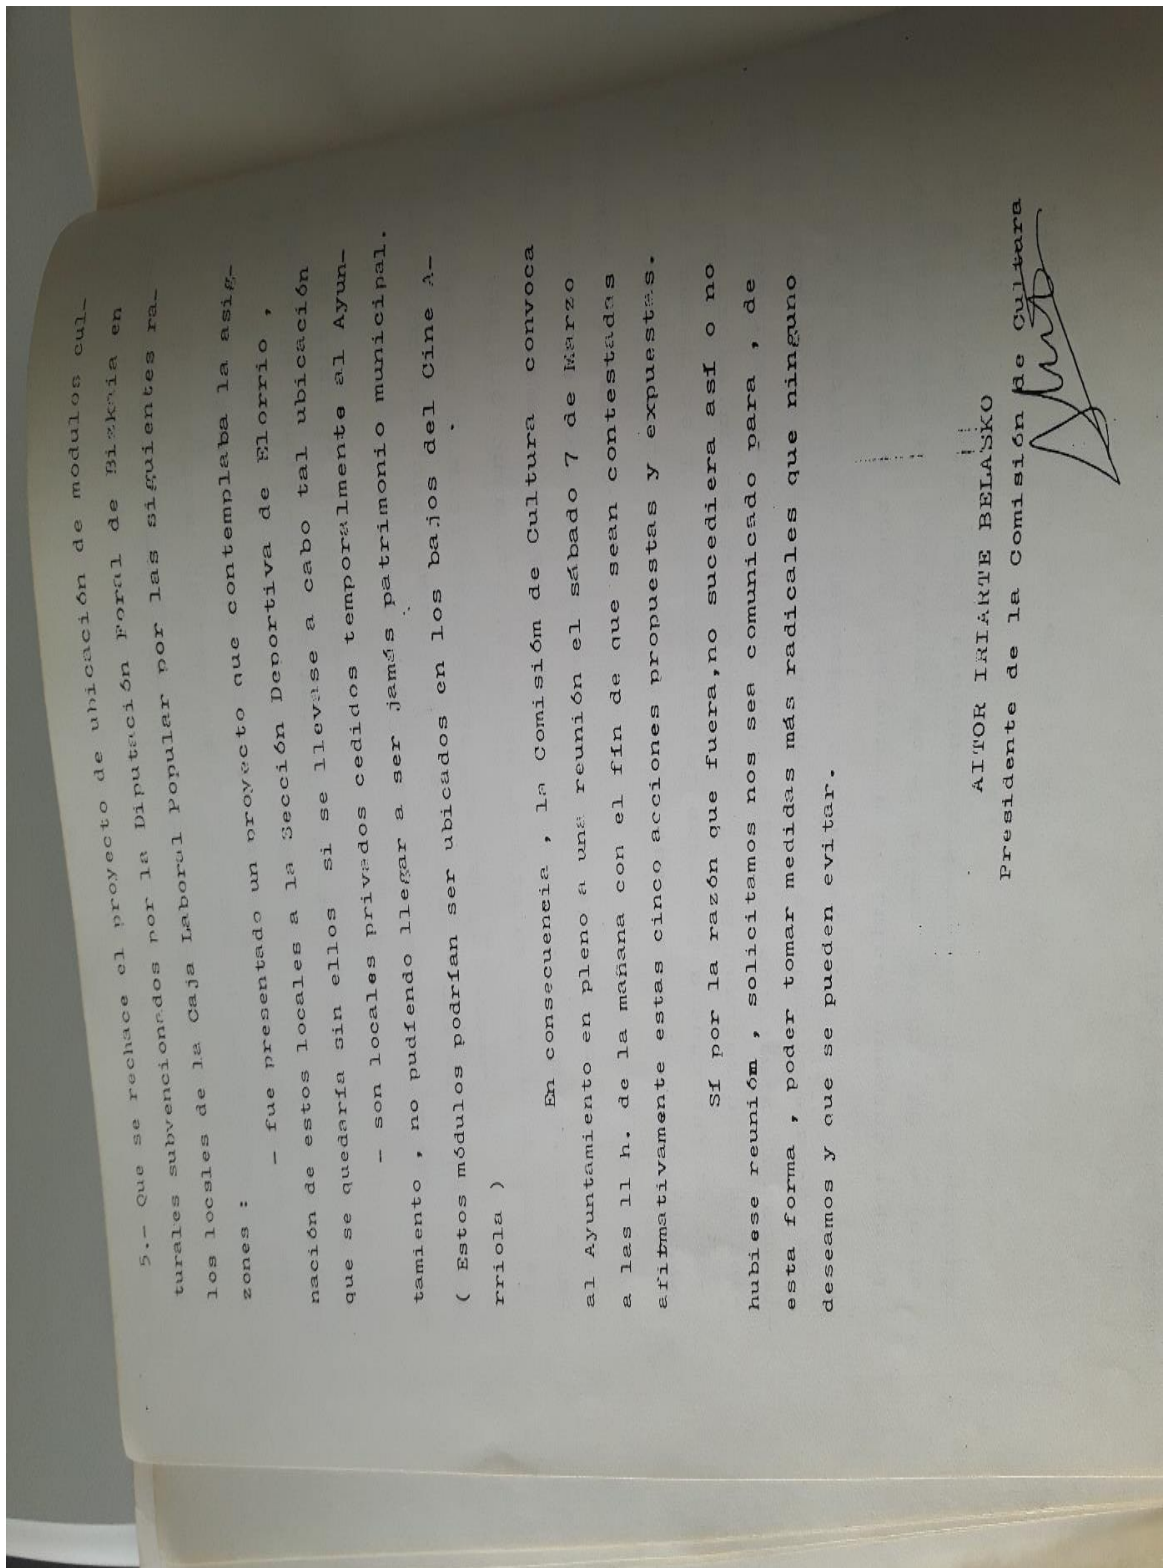 5.- Que se rechace el proyecto de ubicación de modulos cul-
turales subvencionados por la Diputación Foral de Bizkaia en
los locales de la Caja Laboral Popular por las siguientes ra-
zones :
- fue presentado un proyecto que contemplaba la asig-
nación de estos locales a la Sección Deportiva de Elorrio ,
que se quedaría sin ellos si se llevase a cabo tal ubicación
- son locales privados cedidos temporalmente al Ayun-
tamiento , no pudíendo llegar a ser jamás patrimonio municipal.
( Estos módulos podrían ser ubicados en los bajos del Cine A-
rriola )
En consecuencia , la Comisión de Cultura convoca
al Ayuntamiento en pleno a una reunión el sábado 7 de Marzo
a las 11 h. de la mañana con el fín de que sean contestadas
afirmativamente estas cinco acciones propuestas y expuestas.
Sí por la razón que fuera,no sucediera así o no
hubiese reunión , solicitamos nos sea comunicado para , de
esta forma , poder tomar medidas más radicales que ninguno
deseamos y que se pueden evitar.
AITOR IRIARTE BELASKO
Presidente de la Comisión de Cultura